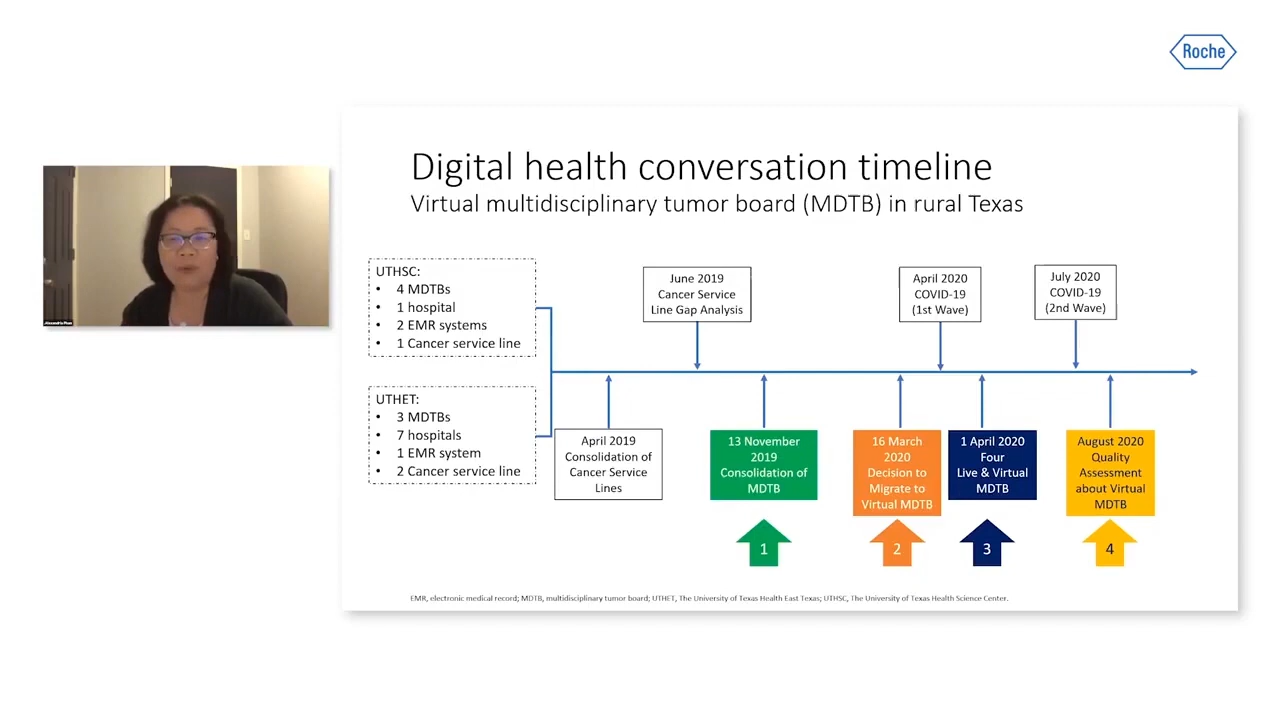 Roche
Digital health conversation timeline
Virtual multidisciplinary tumor board (MDTB) in rural Texas
UTHSC:
• 4 MDTBs
• 1 hospital
• 2 EMR systems
• 1 Cancer service line
UTHET:
• 3 MDTBs
• 7 hospitals
• 1 EMR system
• 2 Cancer service line
June 2019
Cancer Service
Line Gap Analysis
April 2020
COVID-19
(1st Wave)
July 2020
COVID-19
(2nd Wave)
April 2019
Consolidation of
Cancer Service
Lines
13 November
2019
Consolidation of
MDTB
16 March
2020
Decision to
Migrate to
Virtual MDTB
1 April 2020
Four
Live & Virtual
MDTB
August 2020
Quality
Assessment
about Virtual
MDTB
1
2
3
4
EMR, electronic medical record; MDTB, multidisciplinary tumor board; UTHET, The University of Texas Health East Texas; UTHSC, The University of Texas Health Science Center.
Alexandria Phan